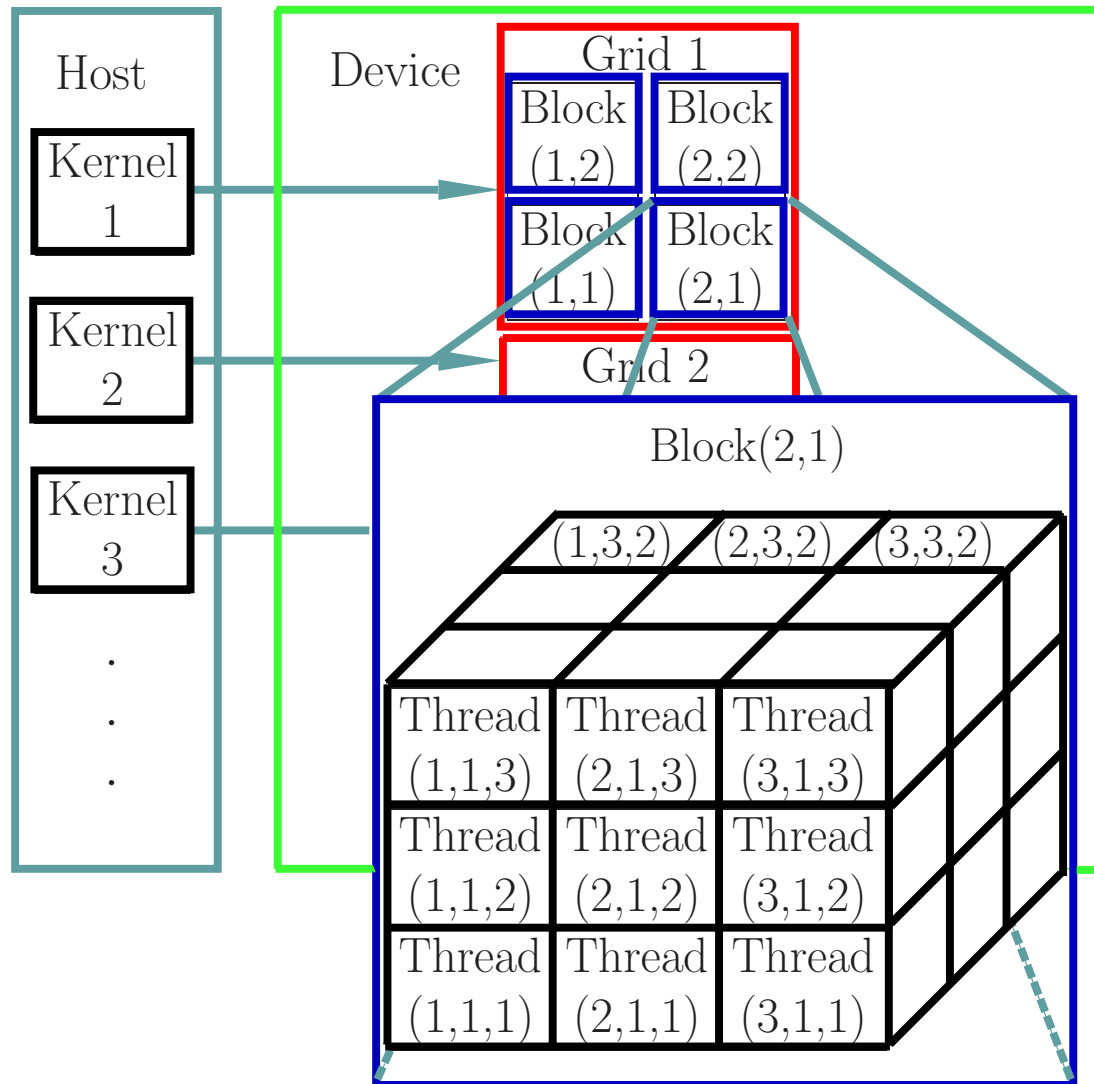 Host
Kernel
1
Kernel
2
Kernel
3
.
.
.
Device
Grid 1
Block
(1,2)
Block
(2,2)
Block
(1,1)
Block
(2,1)
Grid 2
Block(2,1)
(1,3,2) (2,3,2) (3,3,2)
Thread
(1,1,3)
Thread
(2,1,3)
Thread
(3,1,3)
Thread
(1,1,2)
Thread
(2,1,2)
Thread
(3,1,2)
Thread
(1,1,1)
Thread
(2,1,1)
Thread
(3,1,1)